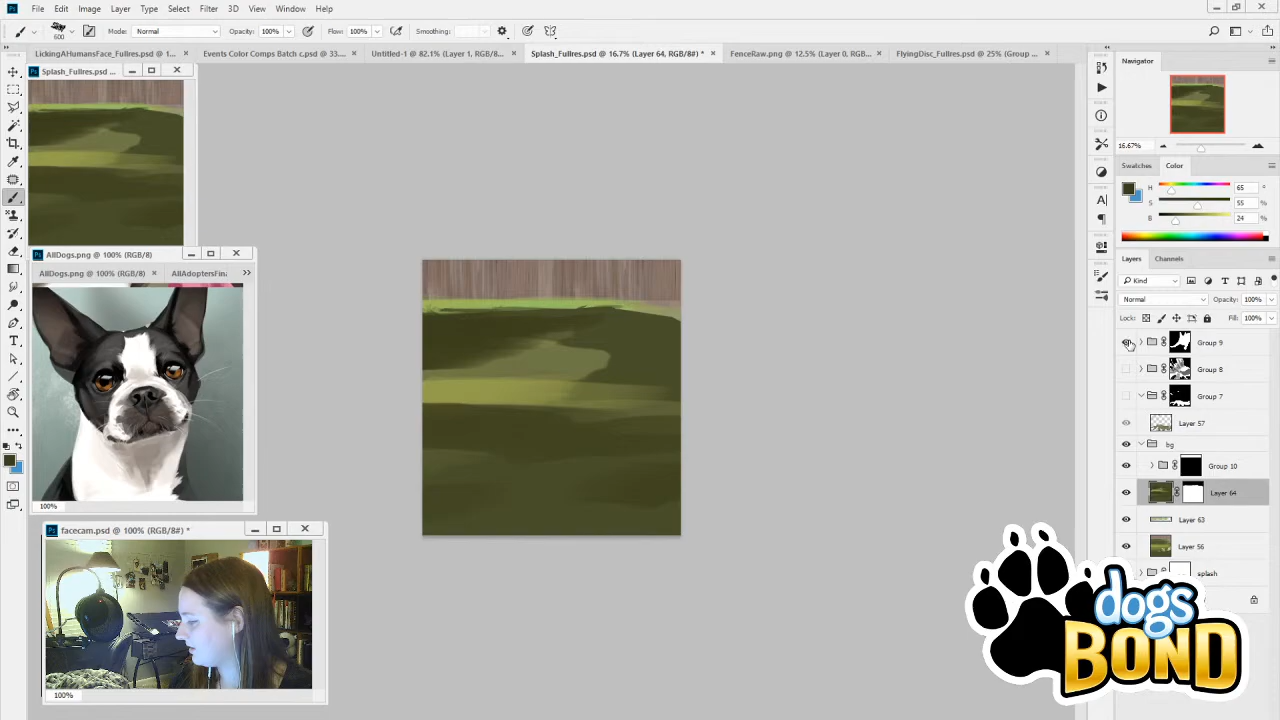 File Edit Image Layer Type Select Filter 3D View Window Help
600 Mode: Normal Opacity: 100% Flow: 100% Smoothing:
LickingAHumansFace_Fullres.psd @ 1... × Events Color Comps Batch c.psd @ 33.... Untitled-1 @ 82.1% (Layer 1, RGB/8... × Splash_Fullres.psd @ 16.7% (Layer 64, RGB/8#) * × FenceRaw.png @ 12.5% (Layer 0, RGB/8... × FlyingDisc_Fullres.psd @ 25% (Group ... ×
Splash_Fullres.psd ...
AllDogs.png @ 100% (RGB/8)
AllDogs.png @ 100% (RGB/8) × AllAdoptersFin
100%
facecam.psd @ 100% (RGB/8#) *
100%
Navigator
16.67%
Swatches Color
H 65 °
S 55 %
B 24 %
Layers Channels
Kind
Normal Opacity: 100%
Lock: Fill: 100%
Group 9
Group 8
Group 7
Layer 57
bg
Group 10
Layer 64
Layer 63
Layer 56
splash
dogs
BOND